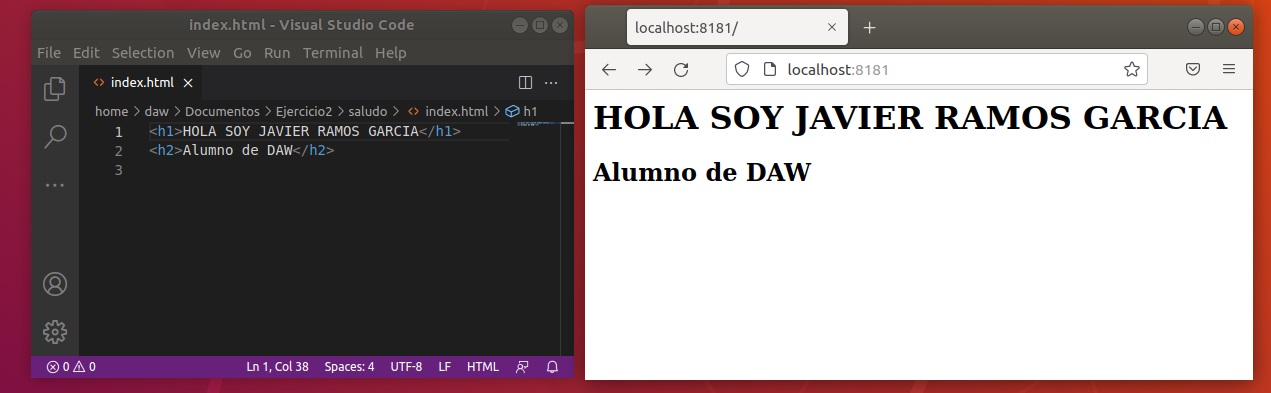 index.html - Visual Studio Code
File Edit Selection View Go Run Terminal Help
index.html
home > daw > Documentos > Ejercicio2 > saludo > index.html > h1
1 <h1>HOLA SOY JAVIER RAMOS GARCIA</h1>
2 <h2>Alumno de DAW</h2>
3
0 0 Ln 1, Col 38 Spaces: 4 UTF-8 LF HTML
localhost:8181/
localhost:8181
HOLA SOY JAVIER RAMOS GARCIA
Alumno de DAW